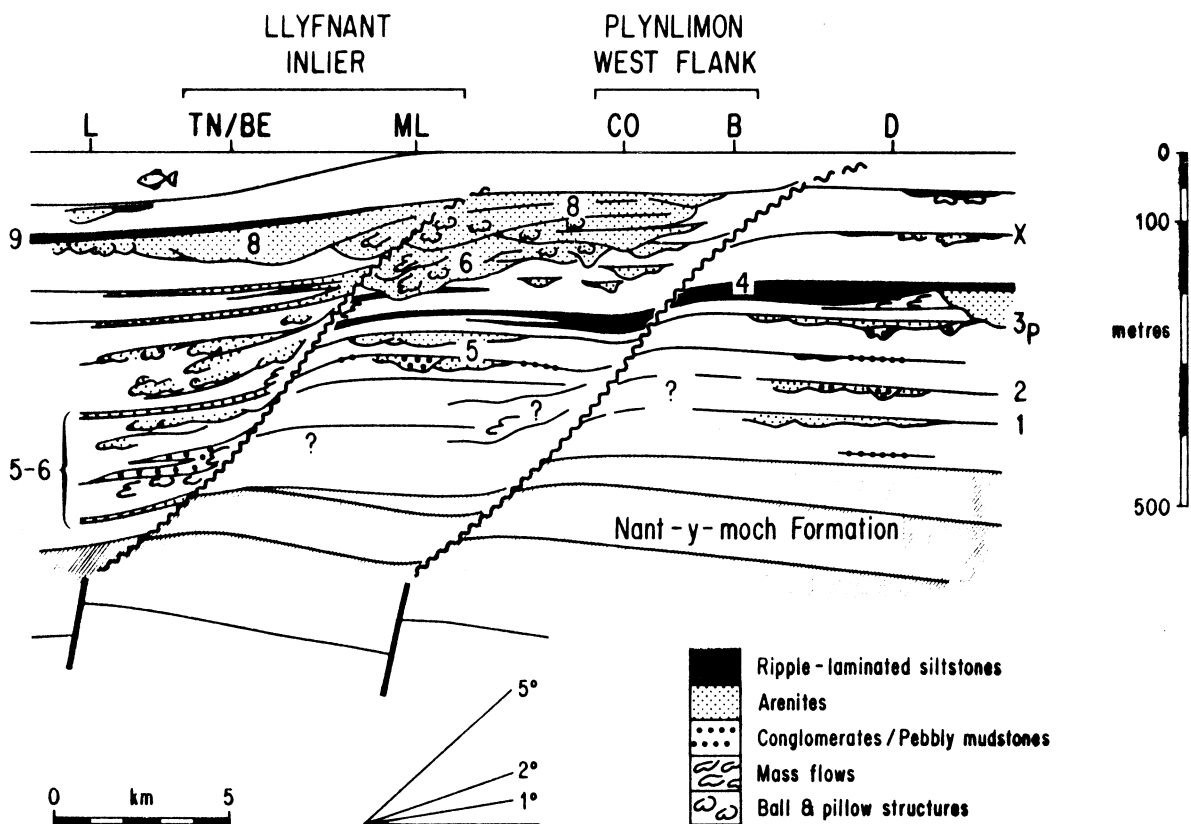 LLYFNANT
INLIER
PLYNLIMON
WEST FLANK
L TN/BE ML CO B D
0
100
metres
500
9
8
8
6
X
4
3p
5
2
1
?
?
?
5-6
Nant-y-moch Formation
5°
2°
1°
0 km 5
Ripple-laminated siltstones
Arenites
Conglomerates/Pebbly mudstones
Mass flows
Ball & pillow structures